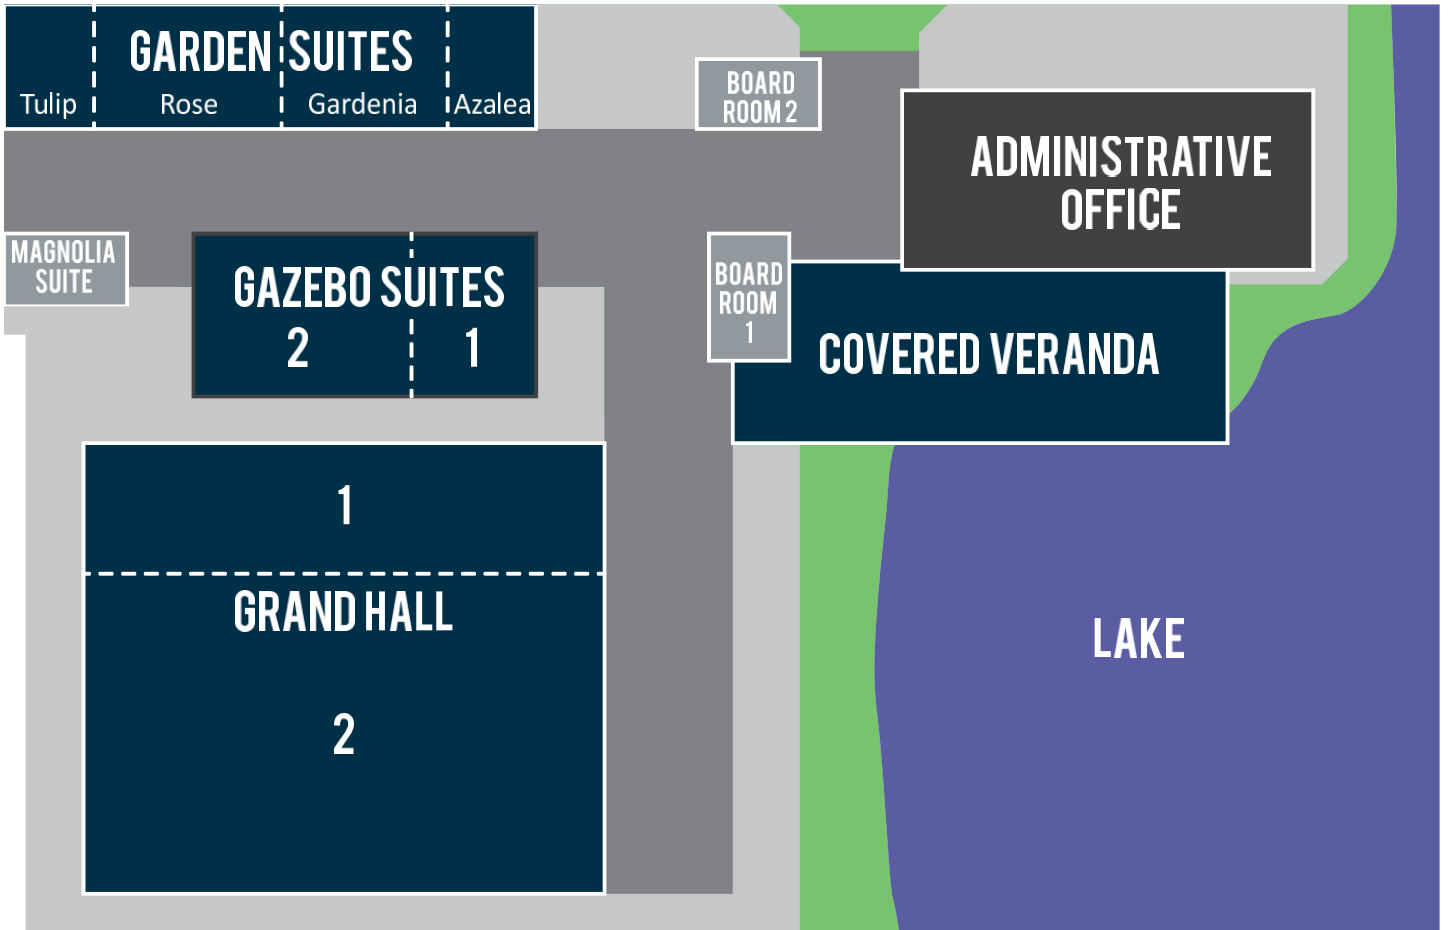 GARDEN SUITES
Tulip Rose Gardenia Azalea
BOARD
ROOM 2
ADMINISTRATIVE
OFFICE
MAGNOLIA
SUITE
GAZEBO SUITES
2 1
BOARD
ROOM
1
COVERED VERANDA
1
GRAND HALL
2
LAKE